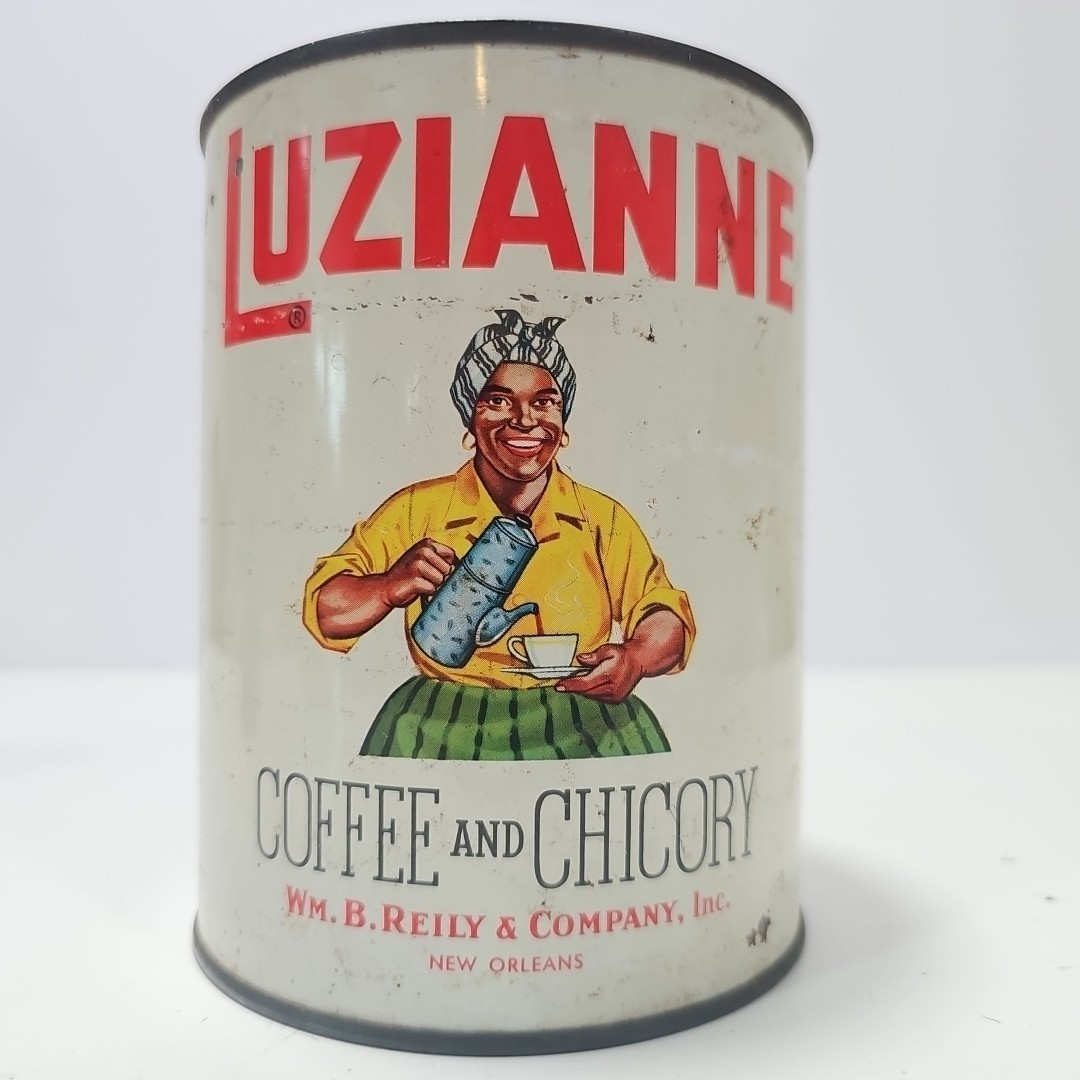 LUZIANNE
®
COFFEE AND CHICORY
WM. B. REILY & COMPANY, Inc.
NEW ORLEANS